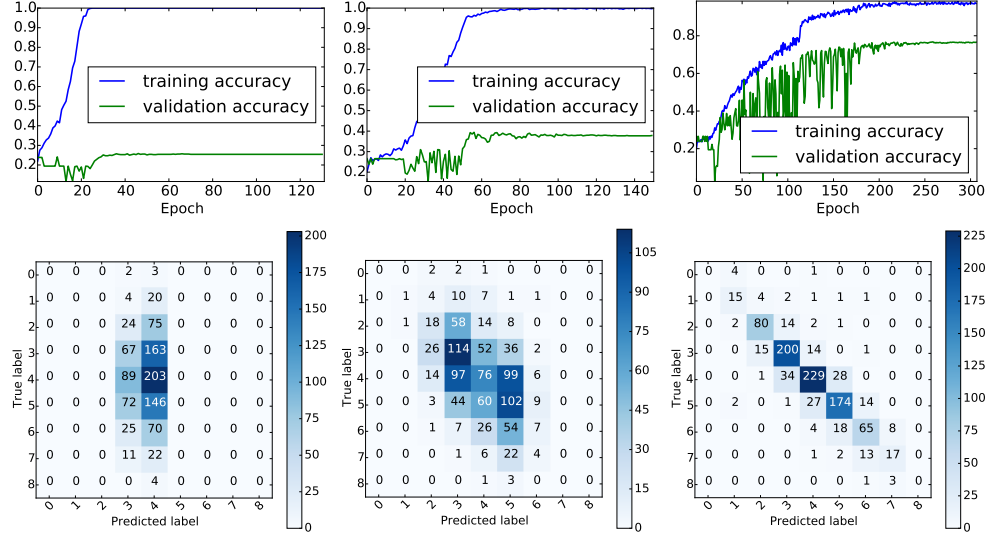 1.0
0.9
0.8
0.7
0.6
0.5
0.4
0.3
0.2
training accuracy
validation accuracy
0 20 40 60 80 100 120
Epoch
1.0
0.9
0.8
0.7
0.6
0.5
0.4
0.3
0.2
training accuracy
validation accuracy
0 20 40 60 80 100 120 140
Epoch
0.8
0.6
0.4
0.2
training accuracy
validation accuracy
0 50 100 150 200 250 300
Epoch
True label
0 0 0 0 2 3 0 0 0 0
1 0 0 0 4 20 0 0 0 0
2 0 0 0 24 75 0 0 0 0
3 0 0 0 67 163 0 0 0 0
4 0 0 0 89 203 0 0 0 0
5 0 0 0 72 146 0 0 0 0
6 0 0 0 25 70 0 0 0 0
7 0 0 0 11 22 0 0 0 0
8 0 0 0 0 4 0 0 0 0
0 1 2 3 4 5 6 7 8
Predicted label
200
175
150
125
100
75
50
25
0
True label
0 0 0 2 2 1 0 0 0 0
1 0 1 4 10 7 1 1 0 0
2 0 1 18 58 14 8 0 0 0
3 0 0 26 114 52 36 2 0 0
4 0 0 14 97 76 99 6 0 0
5 0 0 3 44 60 102 9 0 0
6 0 0 1 7 26 54 7 0 0
7 0 0 0 1 6 22 4 0 0
8 0 0 0 0 1 3 0 0 0
0 1 2 3 4 5 6 7 8
Predicted label
105
90
75
60
45
30
15
0
True label
0 0 4 0 0 1 0 0 0 0
1 0 15 4 2 1 1 1 0 0
2 0 2 80 14 2 1 0 0 0
3 0 0 15 200 14 0 1 0 0
4 0 0 1 34 229 28 0 0 0
5 0 2 0 1 27 174 14 0 0
6 0 0 0 0 4 18 65 8 0
7 0 0 0 0 1 2 13 17 0
8 0 0 0 0 0 0 1 3 0
0 1 2 3 4 5 6 7 8
Predicted label
225
200
175
150
125
100
75
50
25
0